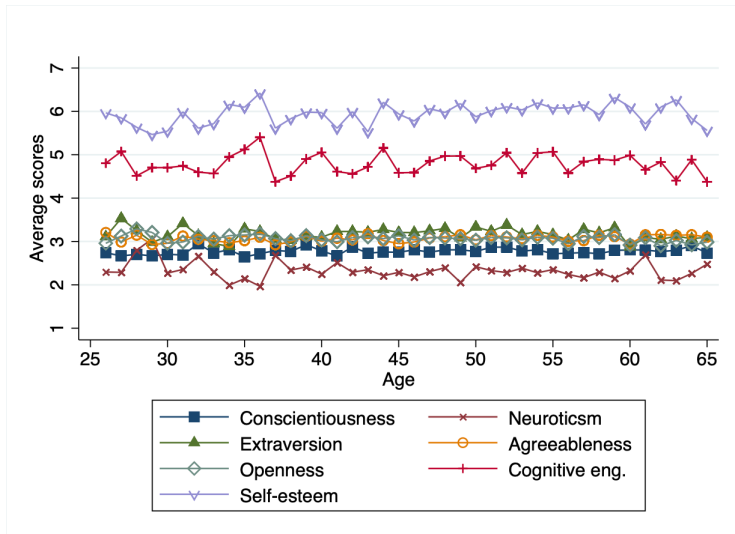 7
6
5
4
3
2
1
Average scores
25 30 35 40 45 50 55 60 65
Age
Conscientiousness Neuroticsm
Extraversion Agreeableness
Openness Cognitive eng.
Self-esteem